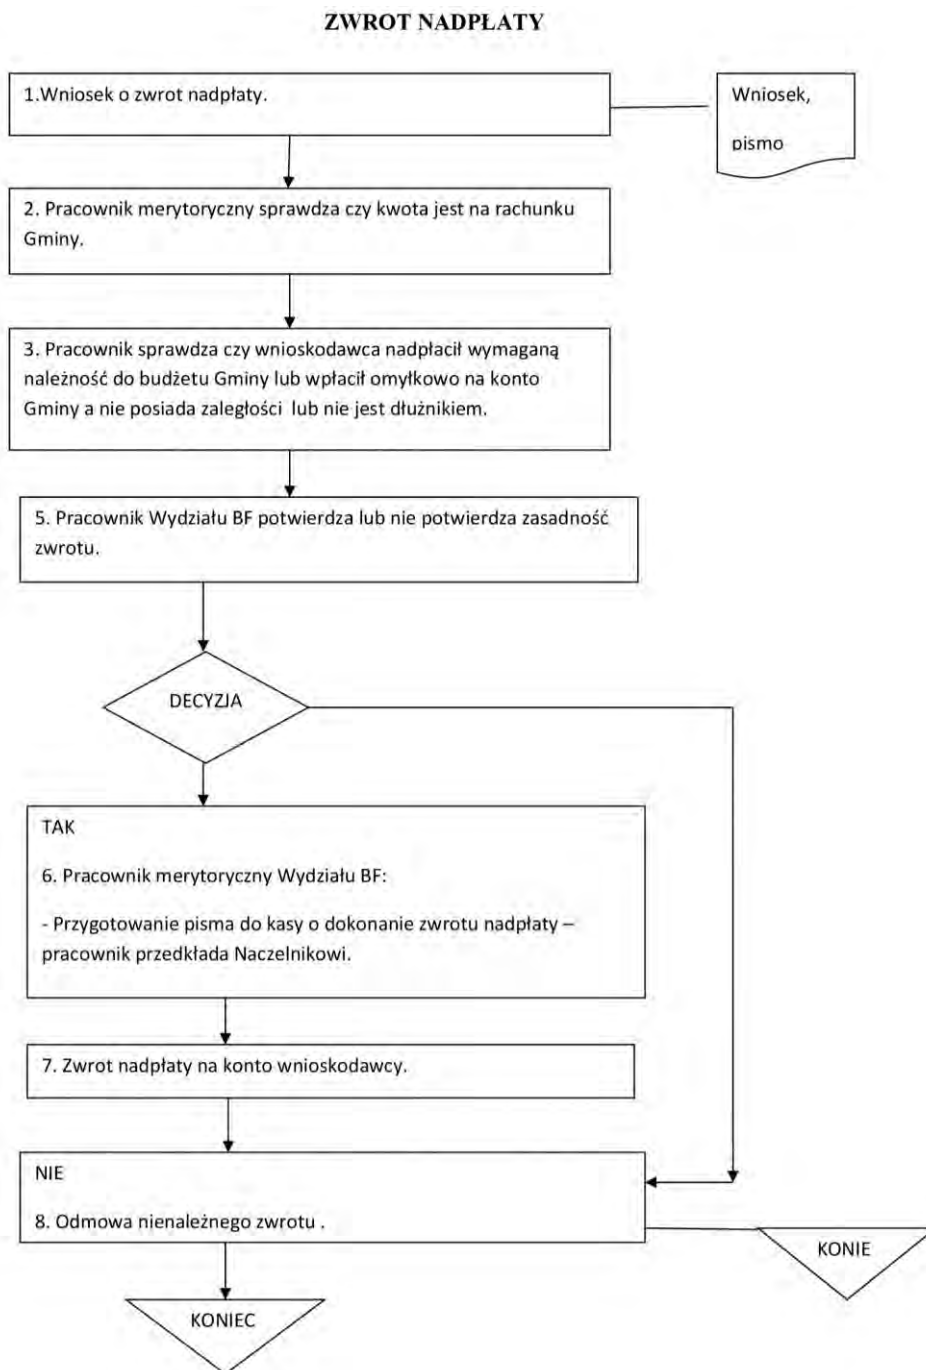 ZWROT NADPŁATY
1.Wniosek o zwrot nadpłaty.
Wniosek,
pismo
2. Pracownik merytoryczny sprawdza czy kwota jest na rachunku
Gminy.
3. Pracownik sprawdza czy wnioskodawca nadpłacił wymaganą
należność do budżetu Gminy lub wpłacił omyłkowo na konto
Gminy a nie posiada zaległości lub nie jest dłużnikiem.
5. Pracownik Wydziału BF potwierdza lub nie potwierdza zasadność
zwrotu.
DECYZJA
TAK
6. Pracownik merytoryczny Wydziału BF:
- Przygotowanie pisma do kasy o dokonanie zwrotu nadpłaty –
pracownik przedkłada Naczelnikowi.
7. Zwrot nadpłaty na konto wnioskodawcy.
NIE
8. Odmowa nienależnego zwrotu .
KONIE
KONIEC